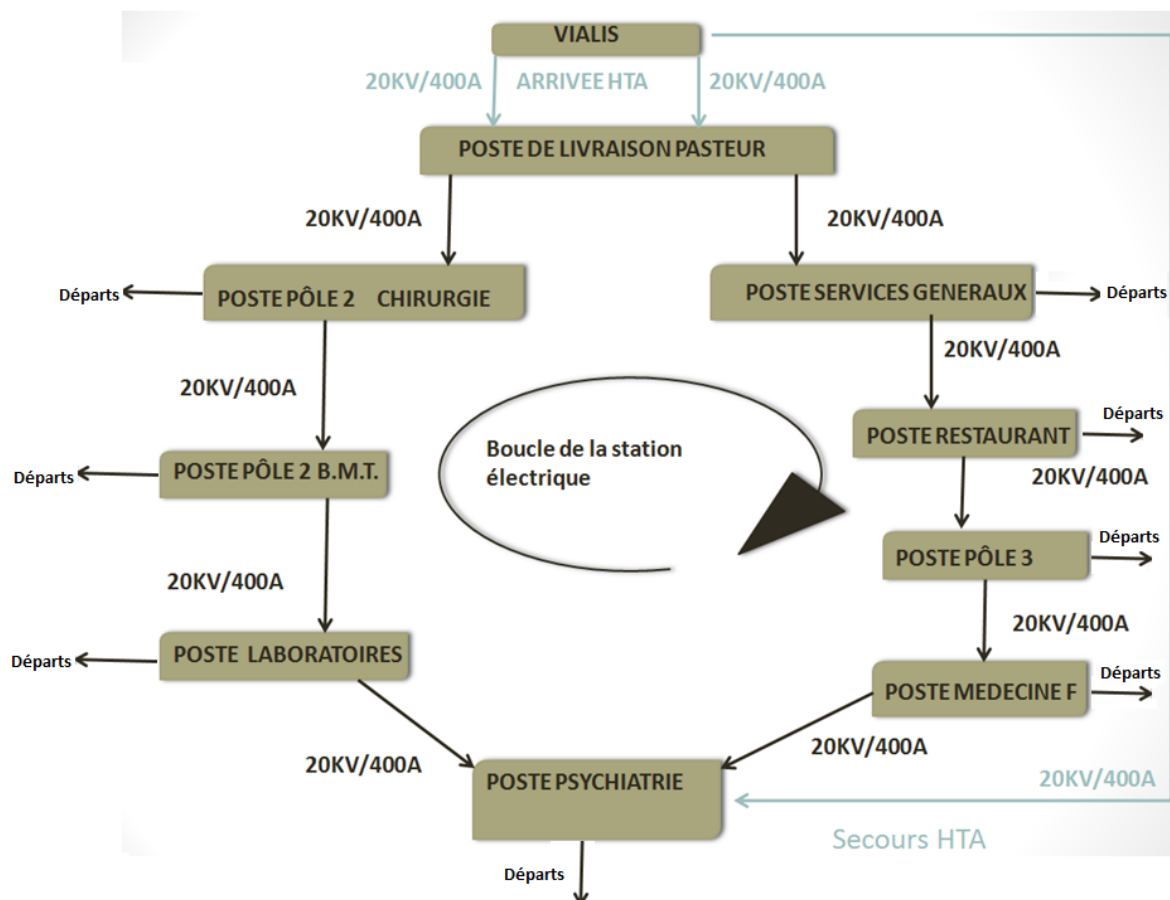 VIALIS
20KV/400A ARRIVEE HTA 20KV/400A
POSTE DE LIVRAISON PASTEUR
20KV/400A
20KV/400A
Départs
POSTE PÔLE 2 CHIRURGIE
POSTE SERVICES GENERAUX
Départs
20KV/400A
20KV/400A
Départs
POSTE RESTAURANT
Boucle de la station
électrique
Départs
POSTE PÔLE 2 B.M.T.
20KV/400A
Départs
POSTE PÔLE 3
20KV/400A
20KV/400A
Départs
POSTE LABORATOIRES
Départs
POSTE MEDECINE F
20KV/400A
20KV/400A
POSTE PSYCHIATRIE
20KV/400A
Secours HTA
Départs